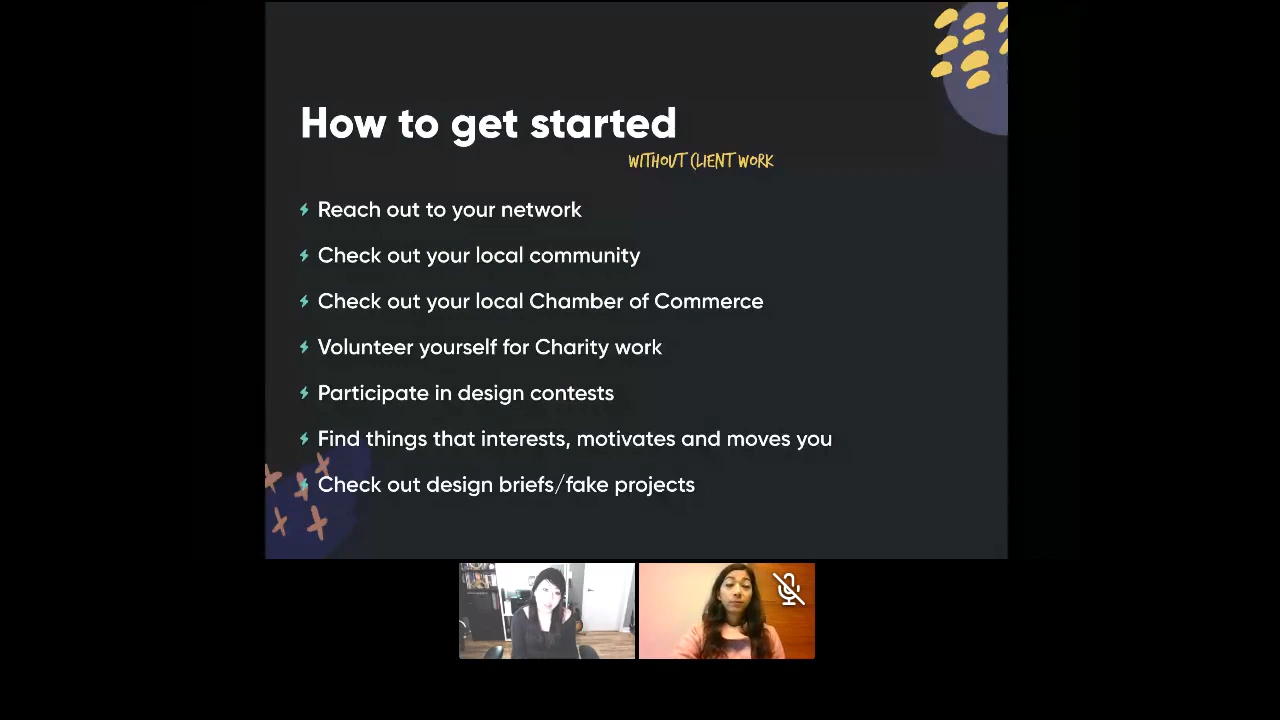 How to get started
WITHOUT CLIENT WORK
Reach out to your network
Check out your local community
Check out your local Chamber of Commerce
Volunteer yourself for Charity work
Participate in design contests
Find things that interests, motivates and moves you
Check out design briefs/fake projects